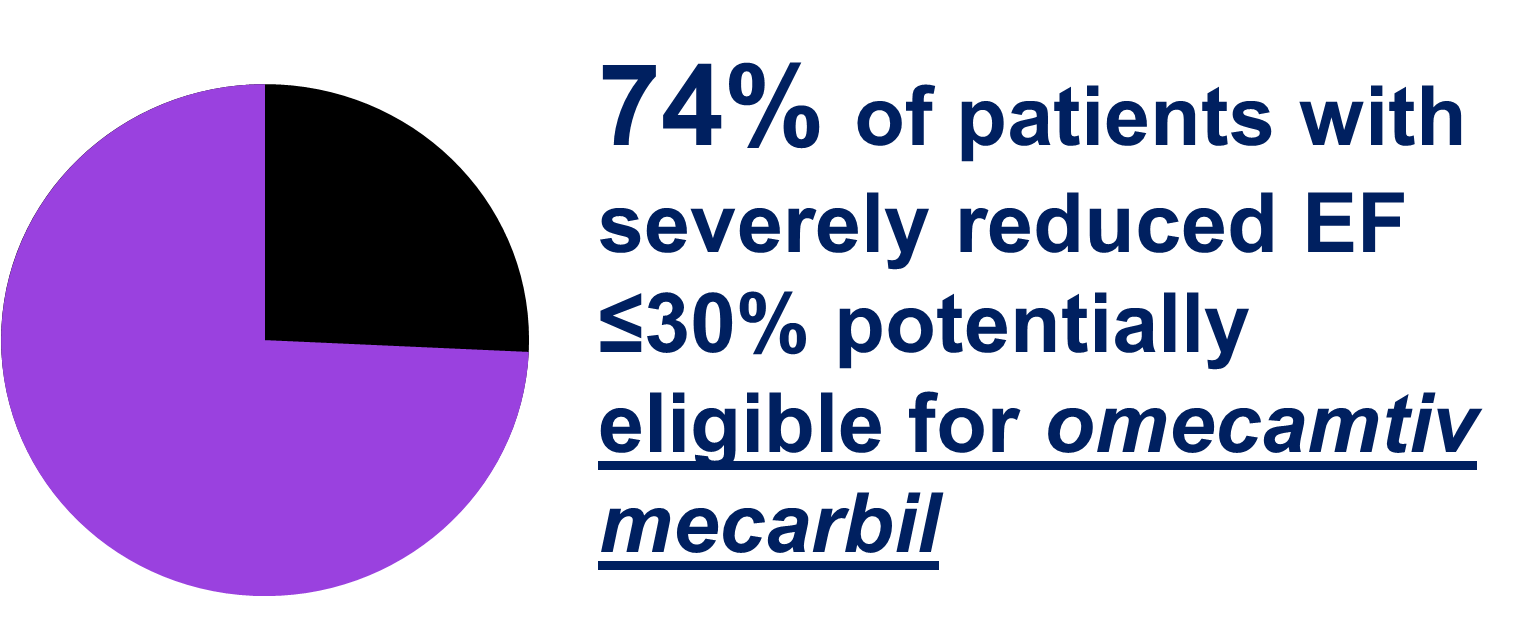 74% of patients with
severely reduced EF
≤30% potentially
eligible for omecamtiv
mecarbil